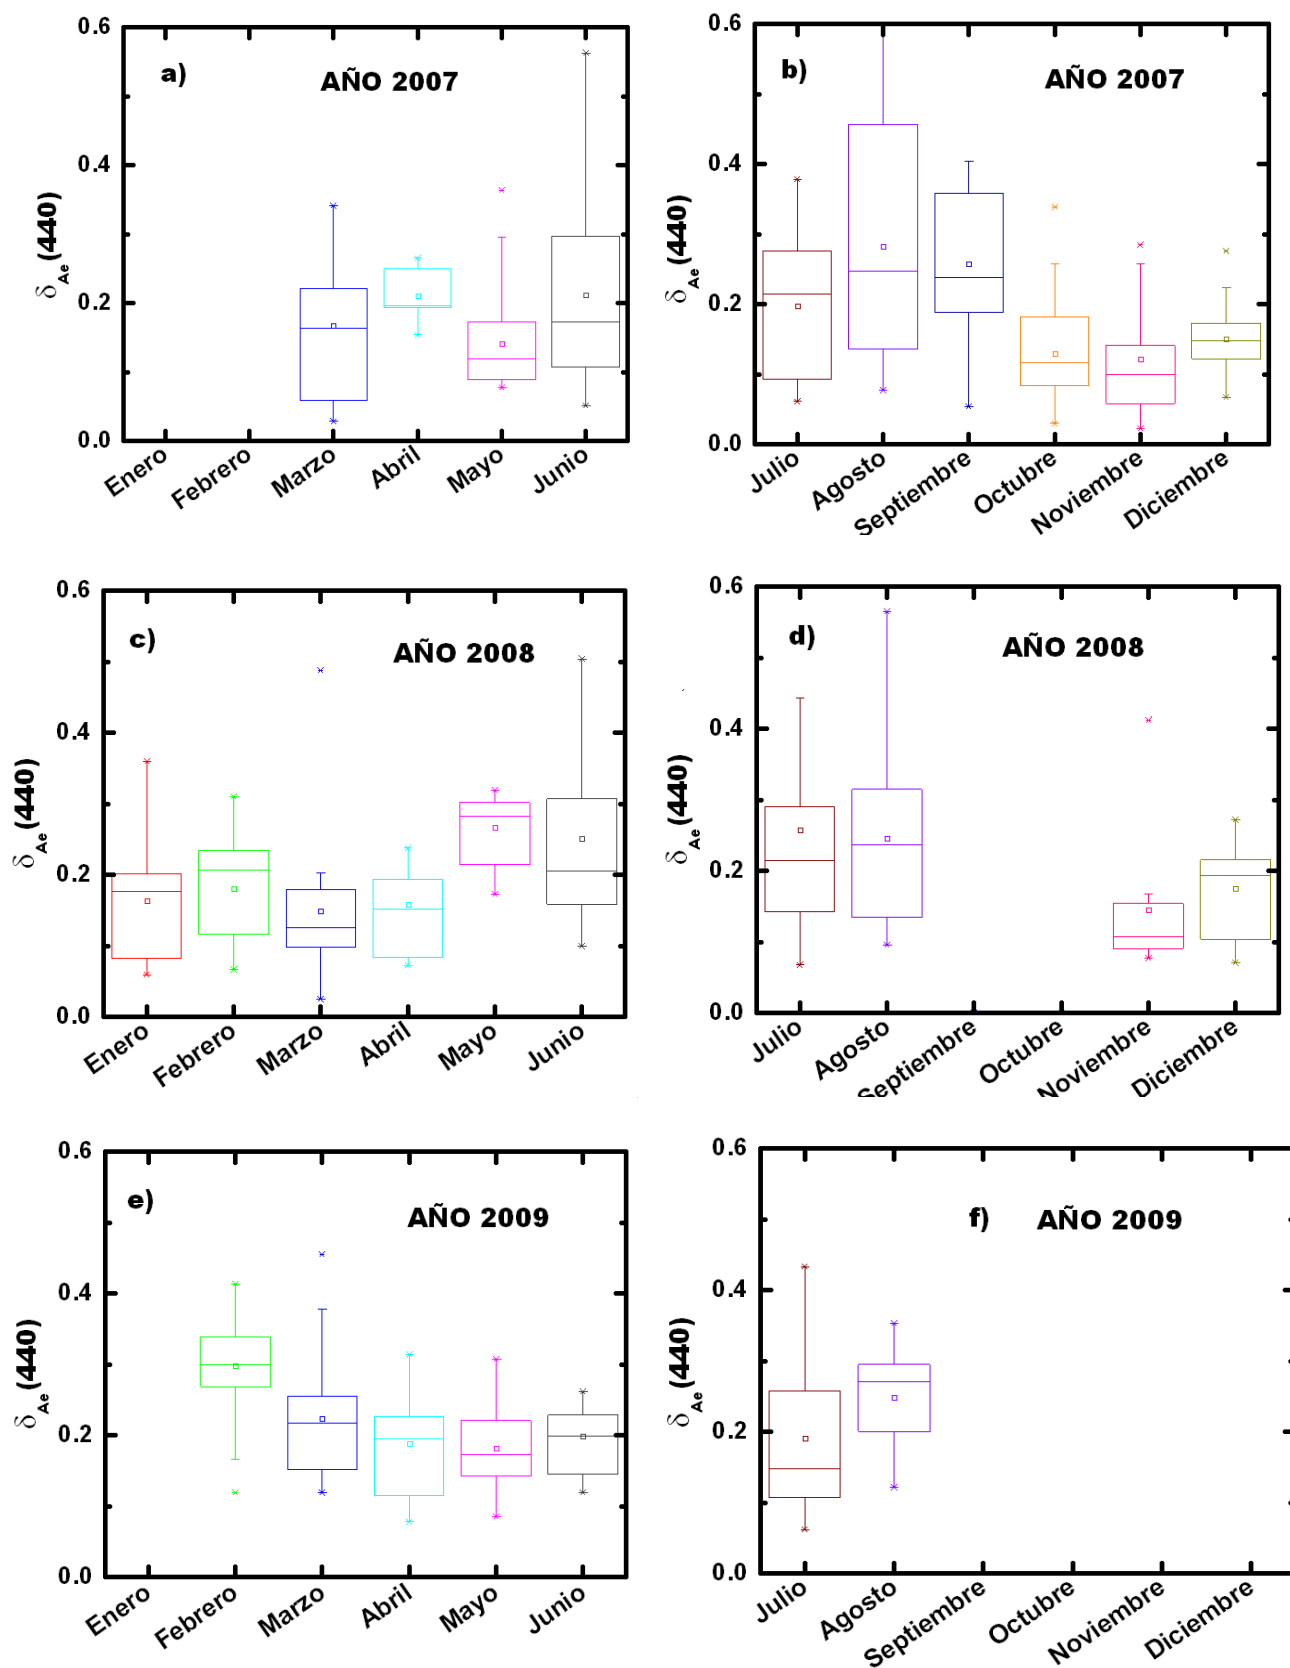 a)
AÑO 2007
0.6
0.4
0.2
0.0
δAe(440)
Enero
Febrero
Marzo
Abril
Mayo
Junio
b)
AÑO 2007
0.6
0.4
0.2
0.0
δAe(440)
Julio
Agosto
Septiembre
Octubre
Noviembre
Diciembre
c)
AÑO 2008
0.6
0.4
0.2
0.0
δAe(440)
Enero
Febrero
Marzo
Abril
Mayo
Junio
d)
AÑO 2008
0.6
0.4
0.2
0.0
δAe(440)
Julio
Agosto
Septiembre
Octubre
Noviembre
Diciembre
e)
AÑO 2009
0.6
0.4
0.2
0.0
δAe(440)
Enero
Febrero
Marzo
Abril
Mayo
Junio
f)
AÑO 2009
0.6
0.4
0.2
0.0
δAe(440)
Julio
Agosto
Septiembre
Octubre
Noviembre
Diciembre